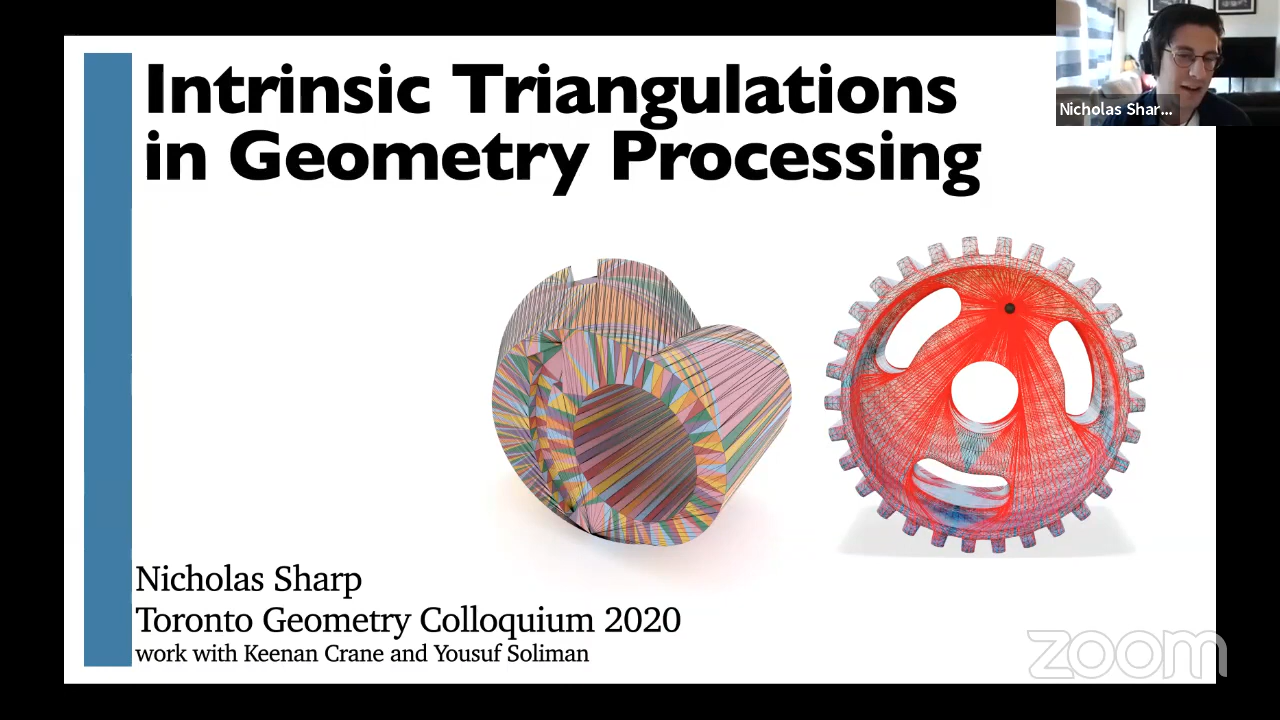 Intrinsic Triangulations
in Geometry Processing
Nicholas Shar...
Nicholas Sharp
Toronto Geometry Colloquium 2020
work with Keenan Crane and Yousuf Soliman
zoom